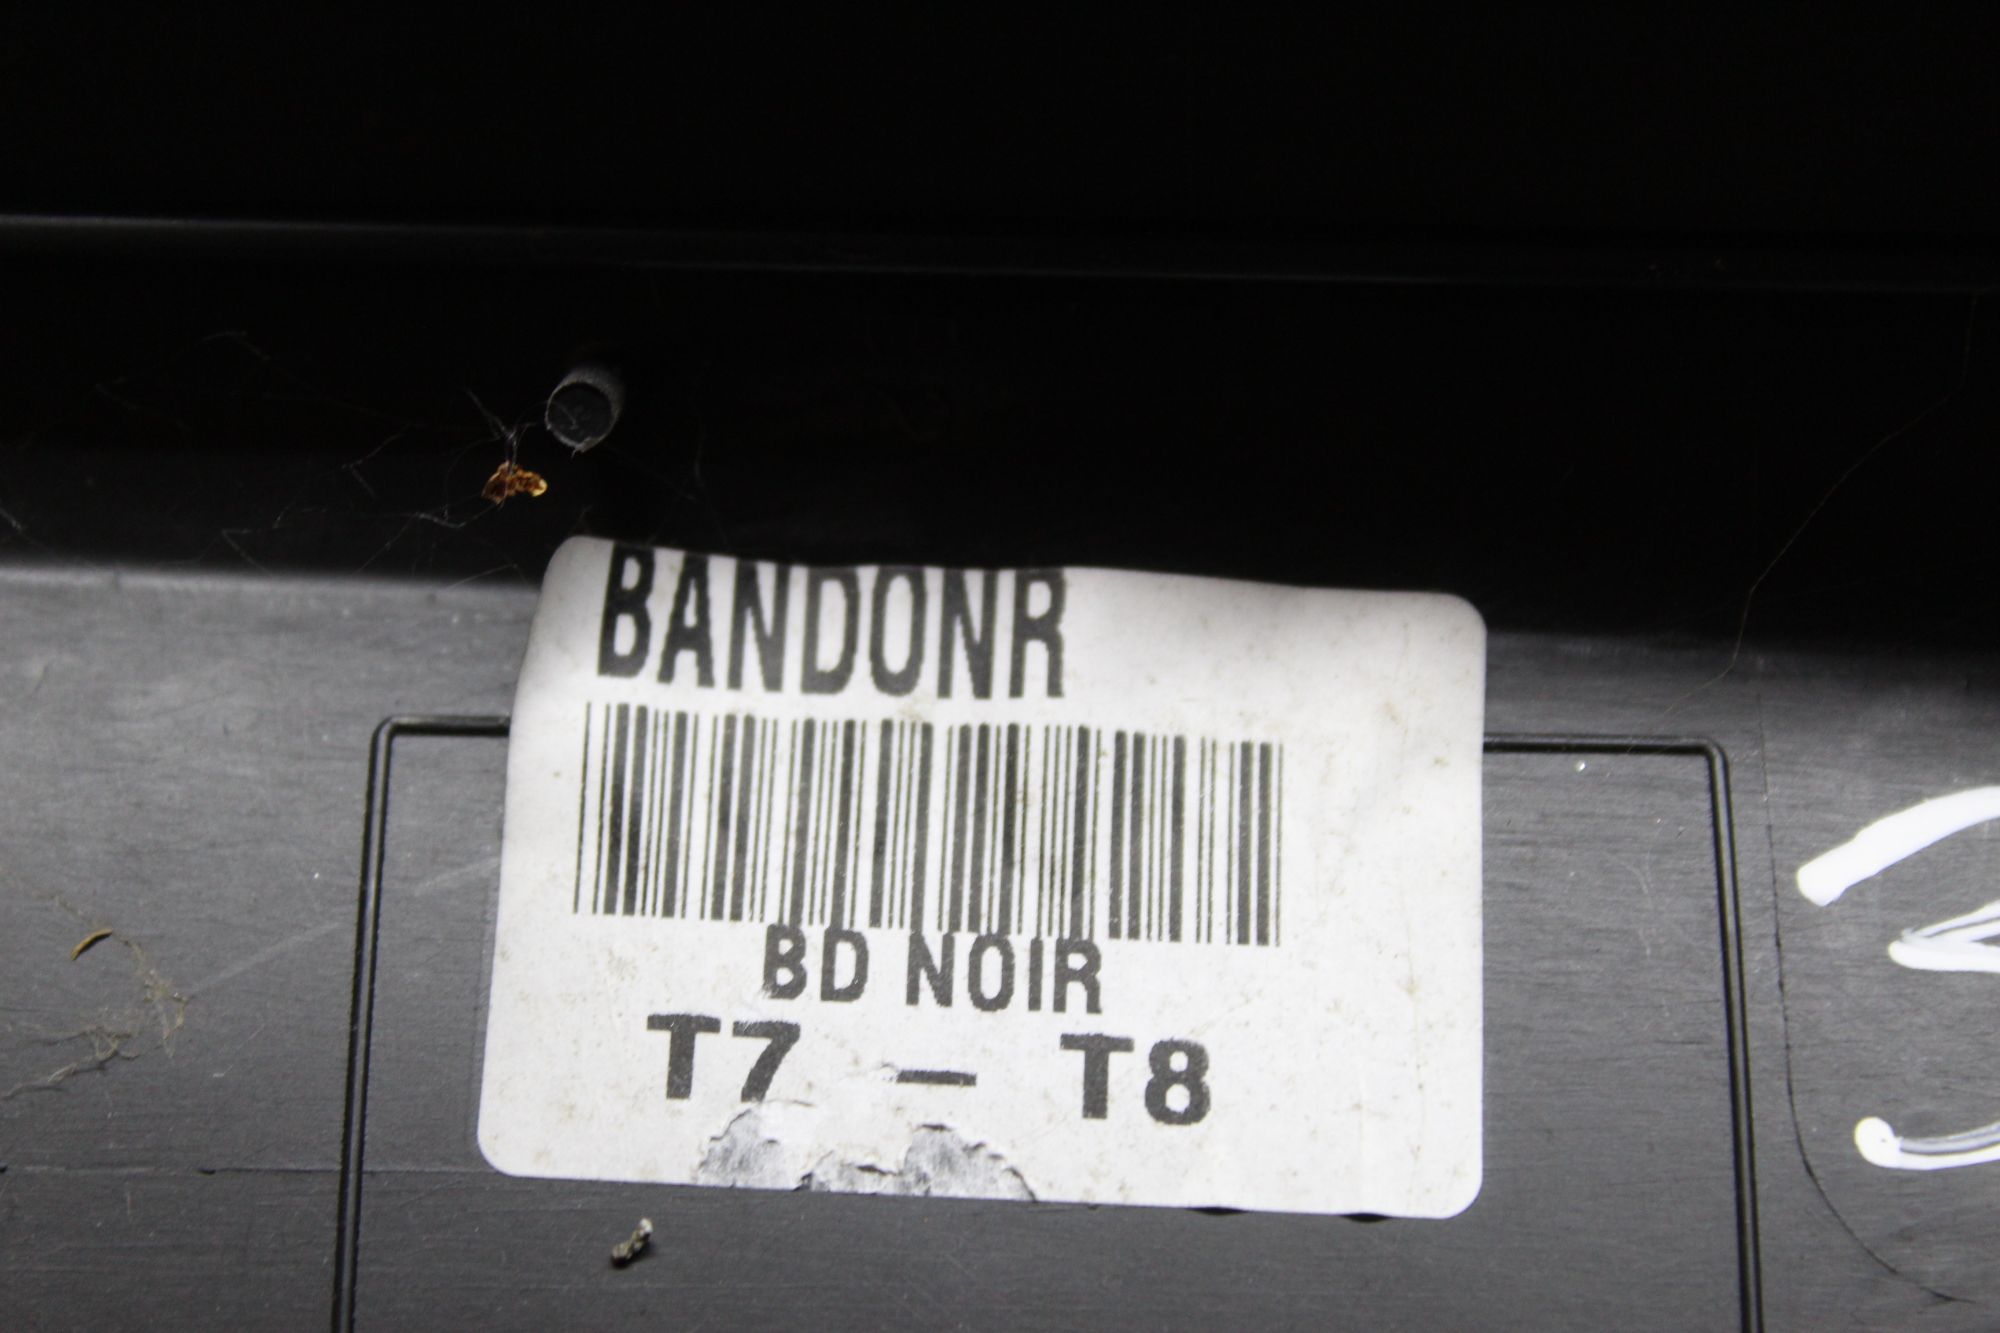 BANDONR
BD NOIR
T7 - T8